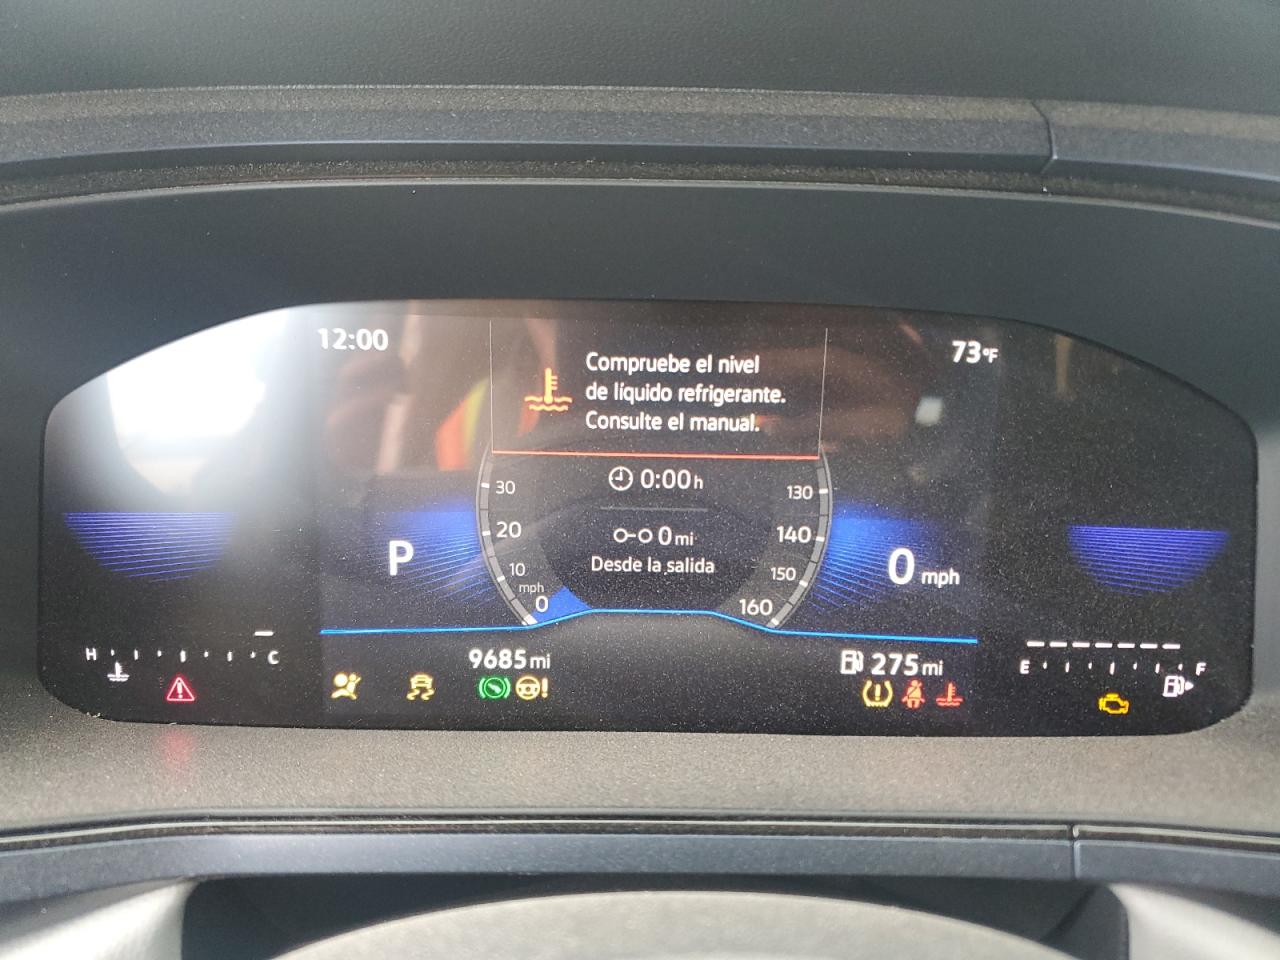 12:00
73°F
Compruebe el nivel
de líquido refrigerante.
Consulte el manual.
0:00h
30
130
20
0mi
140
Desde la salida
P
10
150
0 mph
mph
0
160
H
C
9685mi
275mi
E
F